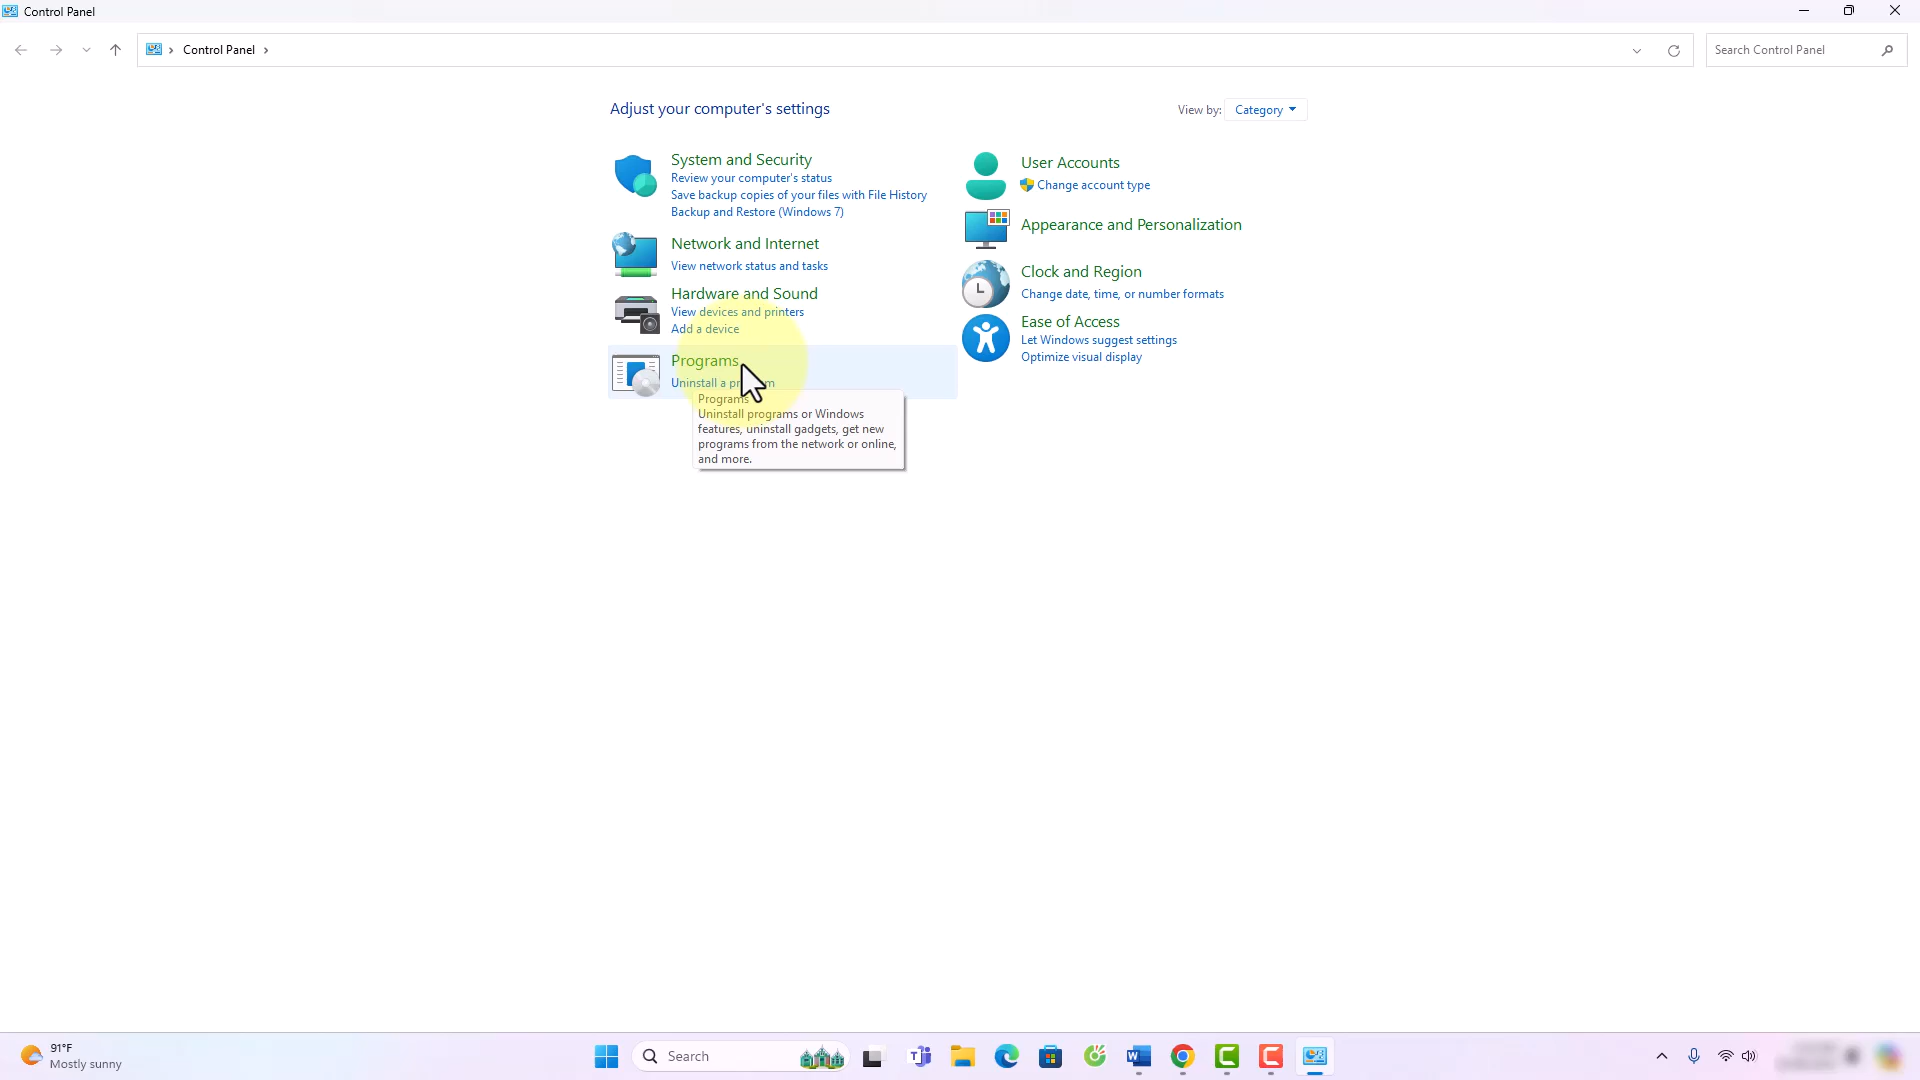 Control Panel
Control Panel
Search Control Panel
Adjust your computer's settings
View by: Category
System and Security
Review your computer's status
Save backup copies of your files with File History
Backup and Restore (Windows 7)
Network and Internet
View network status and tasks
Hardware and Sound
View devices and printers
Add a device
Programs
Uninstall a
Programs
Uninstall programs or Windows
features, uninstall gadgets, get new
programs from the network or online,
and more.
User Accounts
Change account type
Appearance and Personalization
Clock and Region
Change date, time, or number formats
Ease of Access
Let Windows suggest settings
Optimize visual display
91°F
Mostly sunny
Search